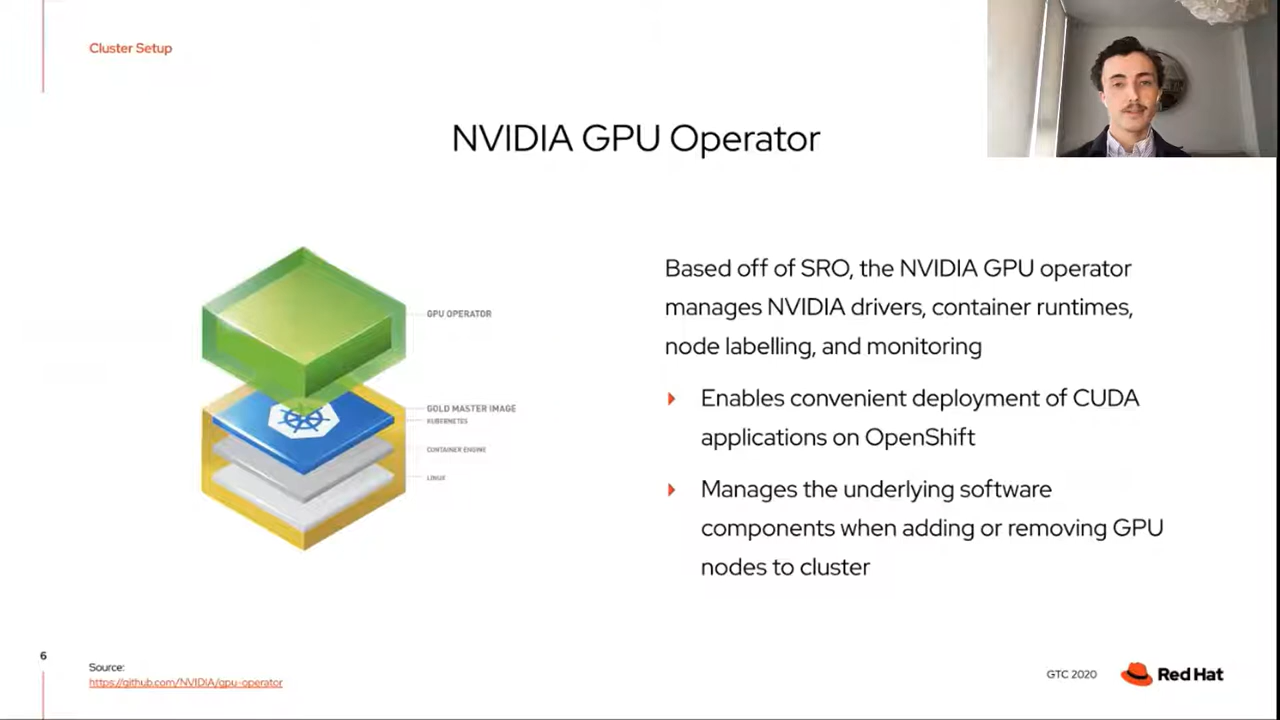 Cluster Setup
NVIDIA GPU Operator
GPU OPERATOR
GOLD MASTER IMAGE
KUBERNETES
CONTAINER ENGINE
LINUX
Based off of SRO, the NVIDIA GPU operator
manages NVIDIA drivers, container runtimes,
node labelling, and monitoring
Enables convenient deployment of CUDA
applications on OpenShift
Manages the underlying software
components when adding or removing GPU
nodes to cluster
6
Source:
https://github.com/NVIDIA/gpu-operator
GTC 2020
Red Hat